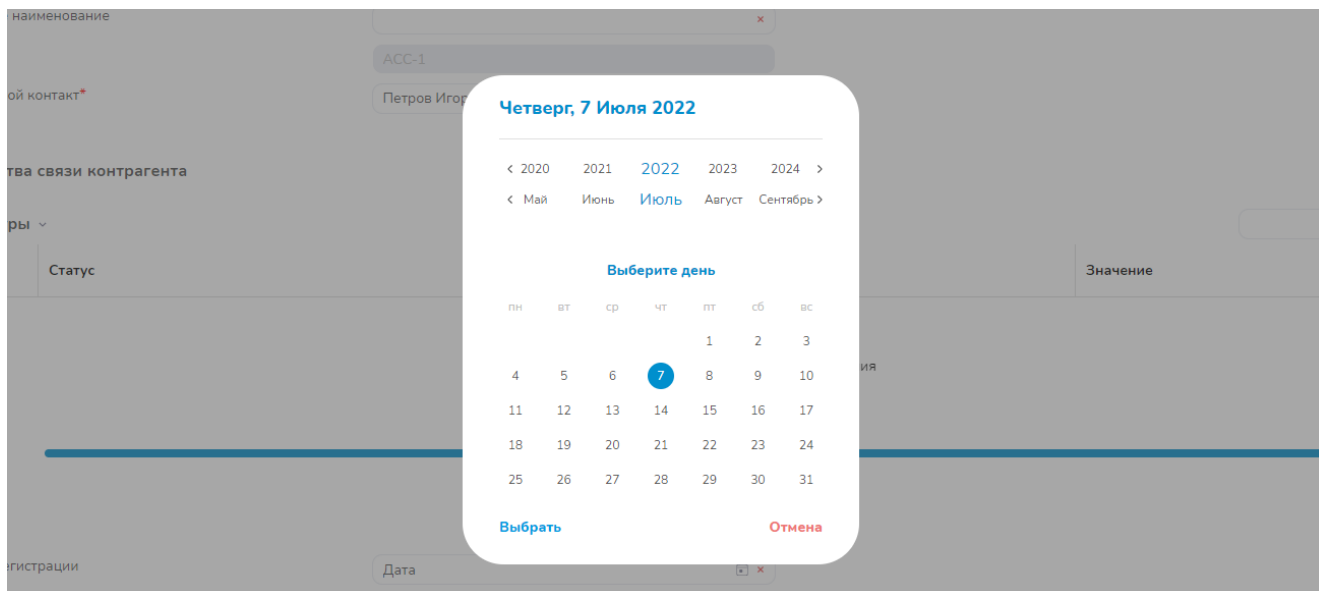 наименование
ACC-1
ой контакт*
Петров Игор
Четверг, 7 Июля 2022
2020 2021 2022 2023 2024
Май Июнь Июль Август Сентябрь
тва связи контрагента
ры
Статус
Значение
Выберите день
пн вт ср чт пт сб вс
1 2 3
ия
4 5 6 7 8 9 10
11 12 13 14 15 16 17
18 19 20 21 22 23 24
25 26 27 28 29 30 31
Выбрать Отмена
егистрации
Дата